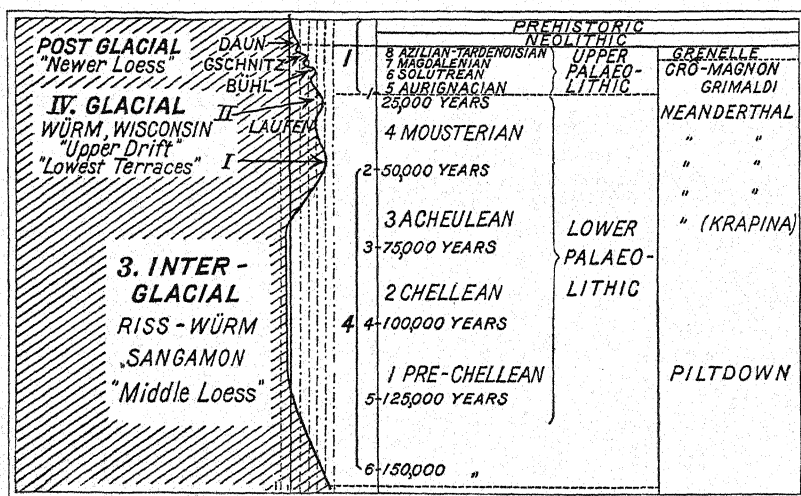 POST GLACIAL
"Newer Loess"
DAUN
GSCHNITZ
BÜHL
IV. GLACIAL
WÜRM, WISCONSIN
"Upper Drift"
"Lowest Terraces"
II
LAUFEN
I
3. INTER-
GLACIAL
RISS-WÜRM
SANGAMON
"Middle Loess"
1
4
PREHISTORIC
NEOLITHIC
8 AZILIAN-TARDENOISIAN
7 MAGDALENIAN
6 SOLUTREAN
5 AURIGNACIAN
1
25,000 YEARS
4 MOUSTERIAN
2-50,000 YEARS
3 ACHEULEAN
3-75,000 YEARS
2 CHELLEAN
4-100,000 YEARS
1 PRE-CHELLEAN
5-125,000 YEARS
6-150,000 "
UPPER
PALAEO-
LITHIC
LOWER
PALAEO-
LITHIC
GRENELLE
CRÔ-MAGNON
GRIMALDI
NEANDERTHAL
" "
" "
" "
" (KRAPINA)
PILTDOWN